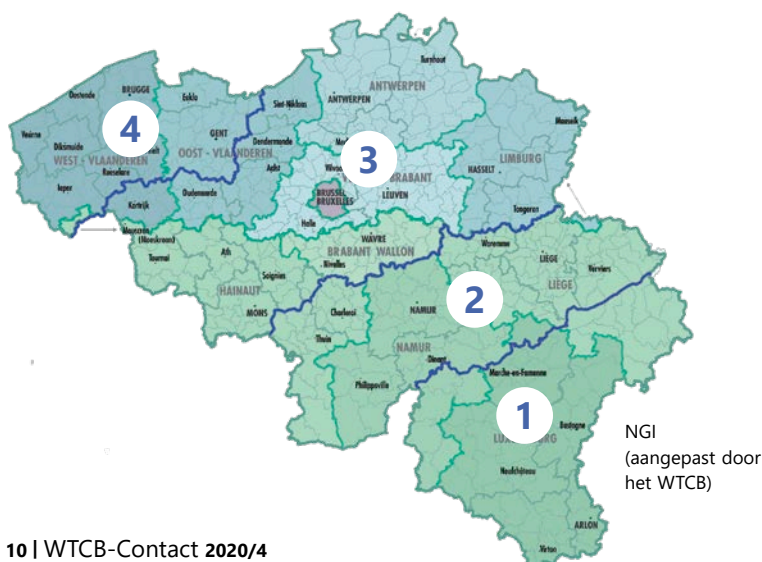 Turnhout
ANTWERPEN
ANTWERPEN
Oostende
BRUGGE
Eeklo
Sint-Niklaas
Maaseik
4
Veurne
Diksmuide
GENT
WEST - VLAANDEREN
OOST - VLAANDEREN
Dendermonde
3
LIMBURG
HASSELT
Roeselare
Aalst
BRABANT
Ieper
Oudenaarde
BRUSSEL
BRUXELLES
LEUVEN
Kortrijk
Tongeren
Halle
Mouscron
(Moeskroen)
WAVRE
Waremme
Tournai
Ath
BRABANT WALLON
LIÈGE
Nivelles
Verviers
Soignies
LIÈGE
HAINAUT
2
MONS
Charleroi
NAMUR
Thuin
NAMUR
Dinant
Philippeville
Marche-en-Famenne
1
Bastogne
NGI
(aangepast door
het WTCB)
Neufchâteau
ARLON
Virton
10 | WTCB-Contact 2020/4